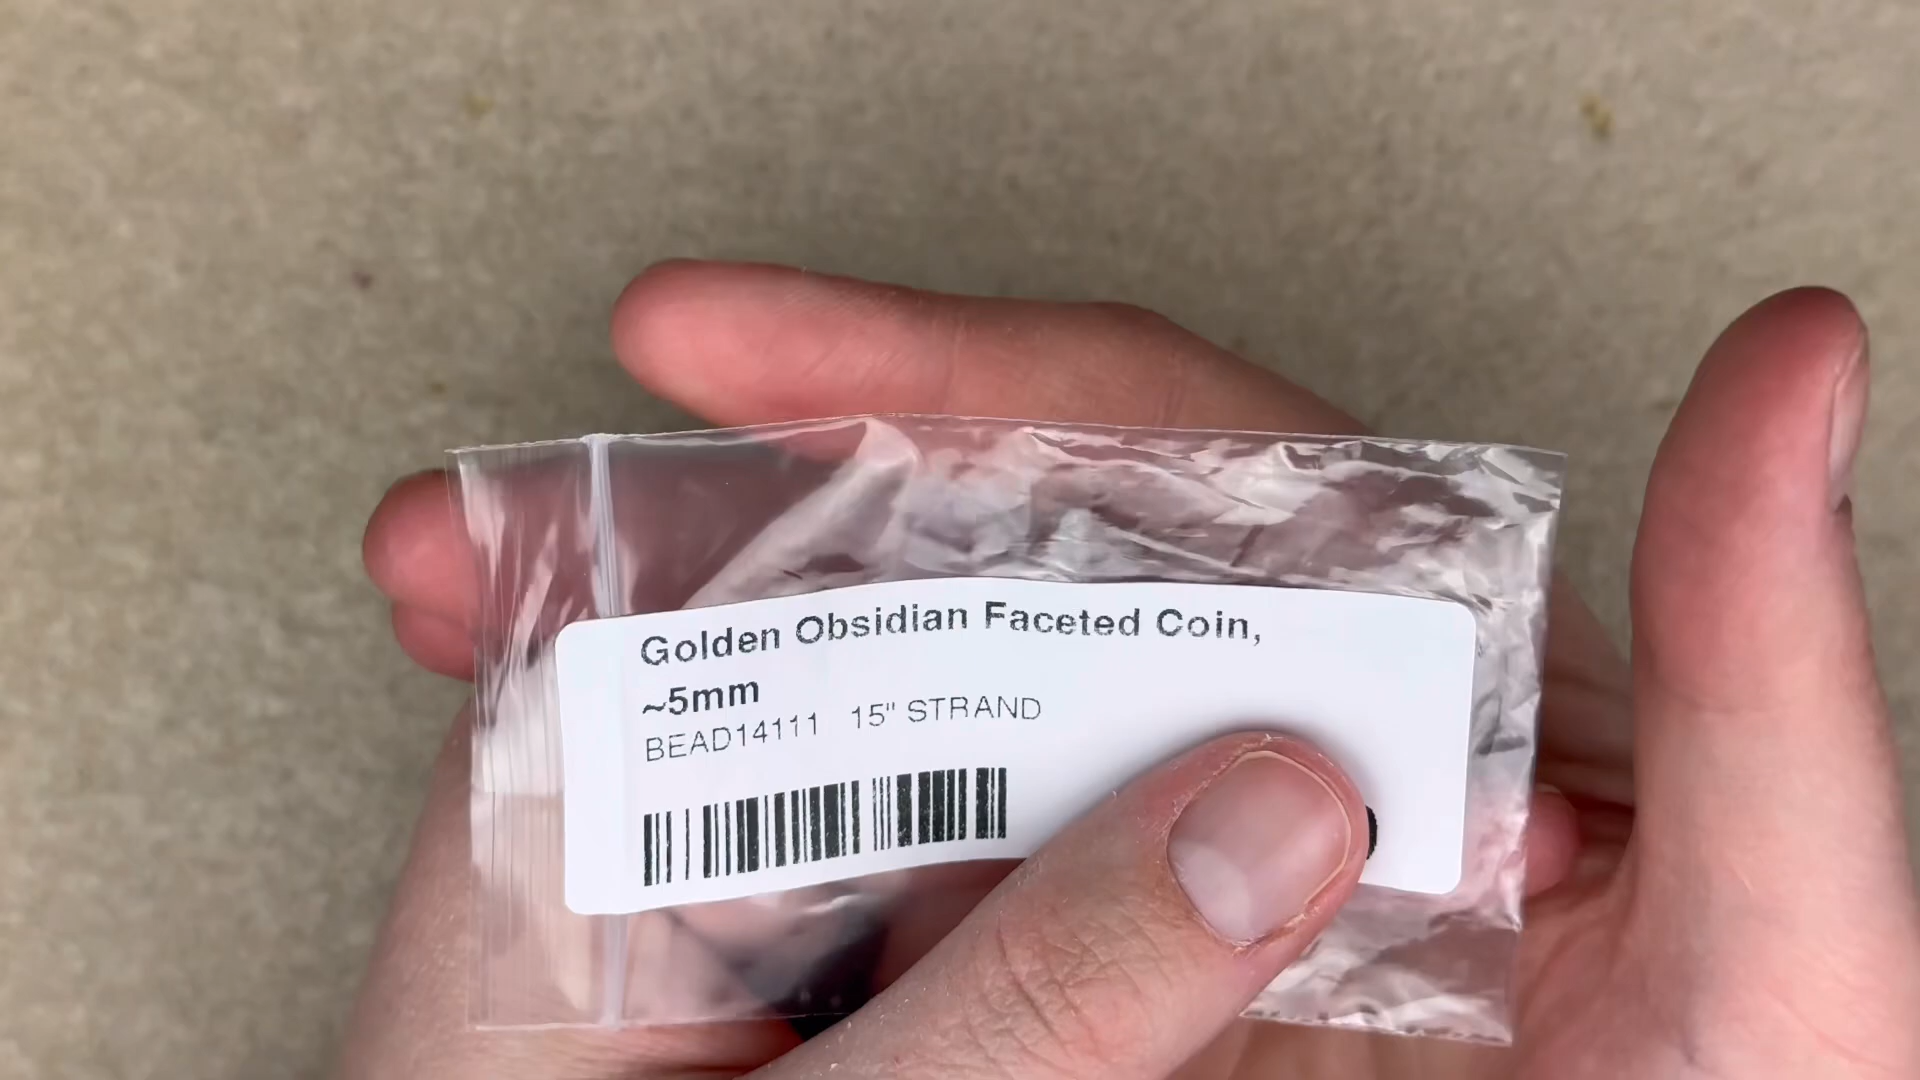 Golden Obsidian Faceted Coin,
~5mm
BEAD14111 15" STRAND